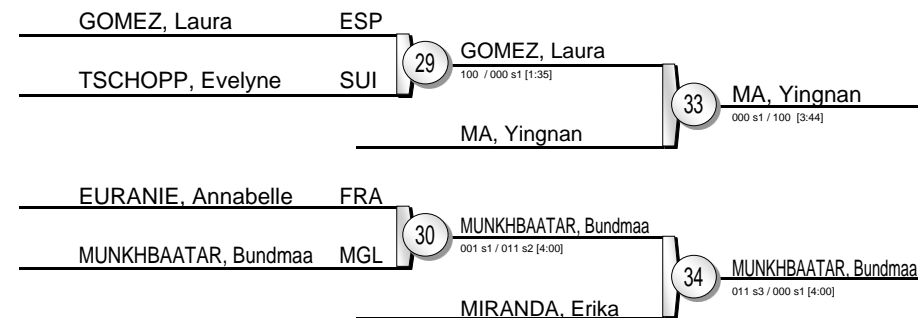 GOMEZ, Laura ESP
29
TSCHOPP, Evelyne SUI
GOMEZ, Laura
100 / 000 s1 [1:35]
33
MA, Yingnan
000 s1 / 100 [3:44]
MA, Yingnan
EURANIE, Annabelle FRA
30
MUNKHBAATAR, Bundmaa MGL
MUNKHBAATAR, Bundmaa
001 s1 / 011 s2 [4:00]
34
MUNKHBAATAR, Bundmaa
011 s3 / 000 s1 [4:00]
MIRANDA, Erika